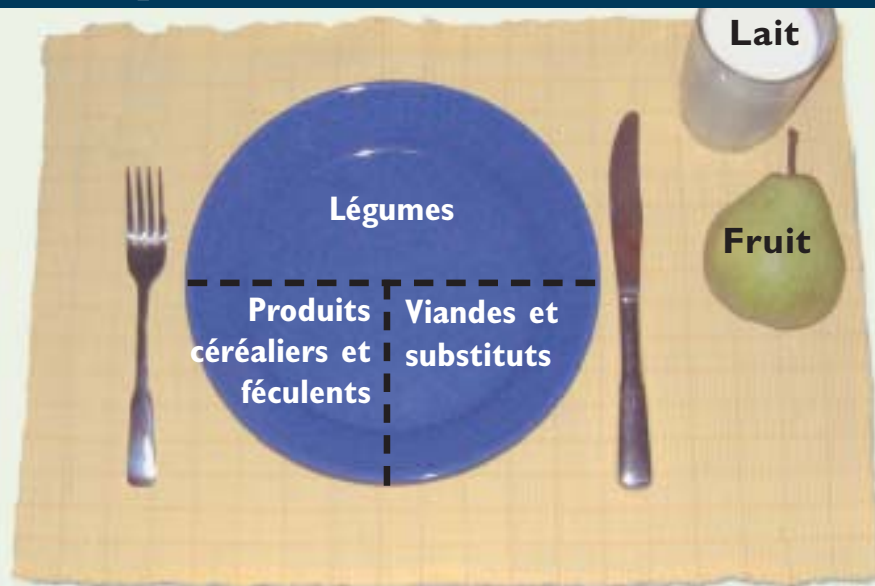 Lait
Légumes
Fruit
Produits
céréaliers et
féculents
Viandes et
substituts